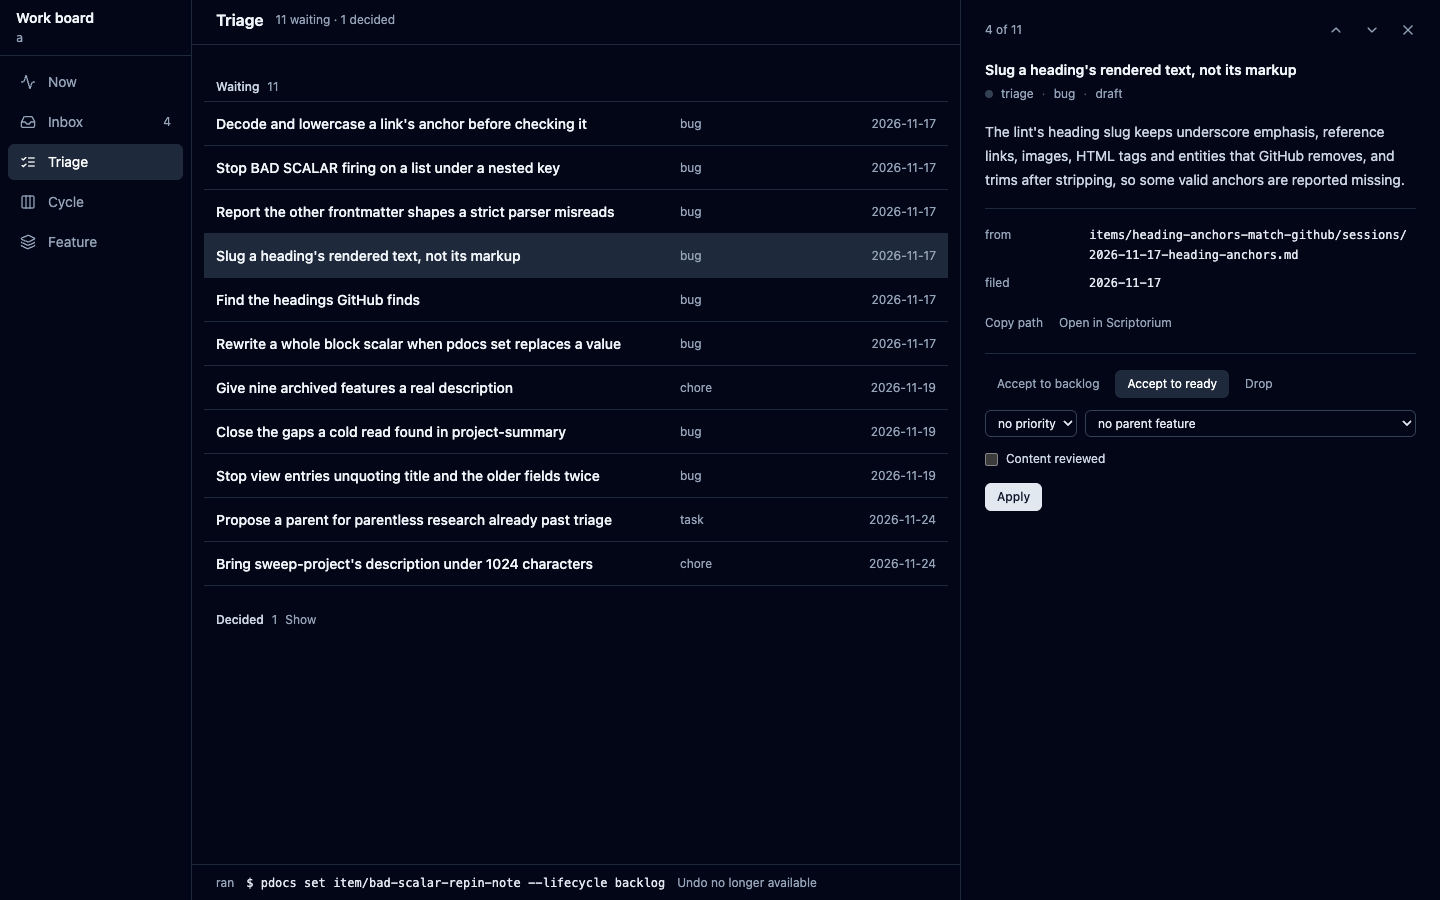 Work board
a
Now
Inbox 4
Triage
Cycle
Feature
Triage 11 waiting · 1 decided
Waiting 11
Decode and lowercase a link's anchor before checking it bug 2026-11-17
Stop BAD SCALAR firing on a list under a nested key bug 2026-11-17
Report the other frontmatter shapes a strict parser misreads bug 2026-11-17
Slug a heading's rendered text, not its markup bug 2026-11-17
Find the headings GitHub finds bug 2026-11-17
Rewrite a whole block scalar when pdocs set replaces a value bug 2026-11-17
Give nine archived features a real description chore 2026-11-19
Close the gaps a cold read found in project-summary bug 2026-11-19
Stop view entries unquoting title and the older fields twice bug 2026-11-19
Propose a parent for parentless research already past triage task 2026-11-24
Bring sweep-project's description under 1024 characters chore 2026-11-24
Decided 1 Show
ran $ pdocs set item/bad-scalar-repin-note --lifecycle backlog Undo no longer available
4 of 11
Slug a heading's rendered text, not its markup
triage · bug · draft
The lint's heading slug keeps underscore emphasis, reference
links, images, HTML tags and entities that GitHub removes, and
trims after stripping, so some valid anchors are reported missing.
from items/heading-anchors-match-github/sessions/
2026-11-17-heading-anchors.md
filed 2026-11-17
Copy path Open in Scriptorium
Accept to backlog Accept to ready Drop
no priority no parent feature
Content reviewed
Apply